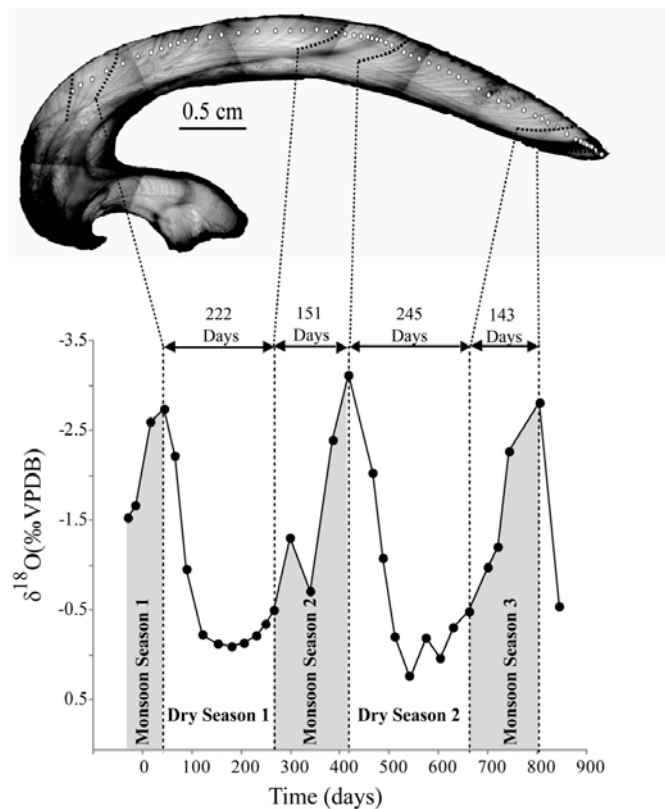 0.5 cm
222
Days
151
Days
245
Days
143
Days
-3.5
-2.5
-1.5
-0.5
0.5
δ18O(‰VPDB)
Monsoon Season 1
Dry Season 1
Monsoon Season 2
Dry Season 2
Monsoon Season 3
0 100 200 300 400 500 600 700 800 900
Time (days)